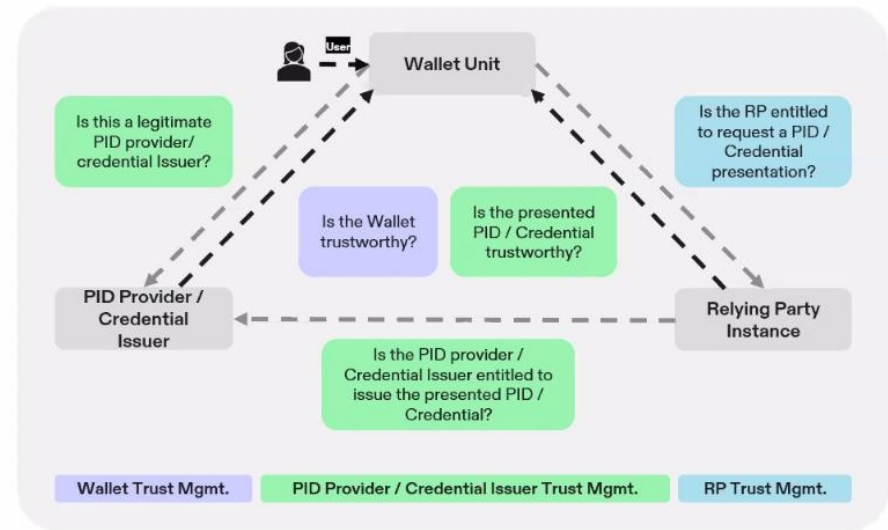 User
Wallet Unit
Is this a legitimate
PID provider/
credential Issuer?
Is the RP entitled
to request a PID /
Credential
presentation?
Is the Wallet
trustworthy?
Is the presented
PID / Credential
trustworthy?
PID Provider /
Credential
Issuer
Relying Party
Instance
Is the PID provider /
Credential Issuer entitled to
issue the presented PID /
Credential?
Wallet Trust Mgmt.
PID Provider / Credential Issuer Trust Mgmt.
RP Trust Mgmt.